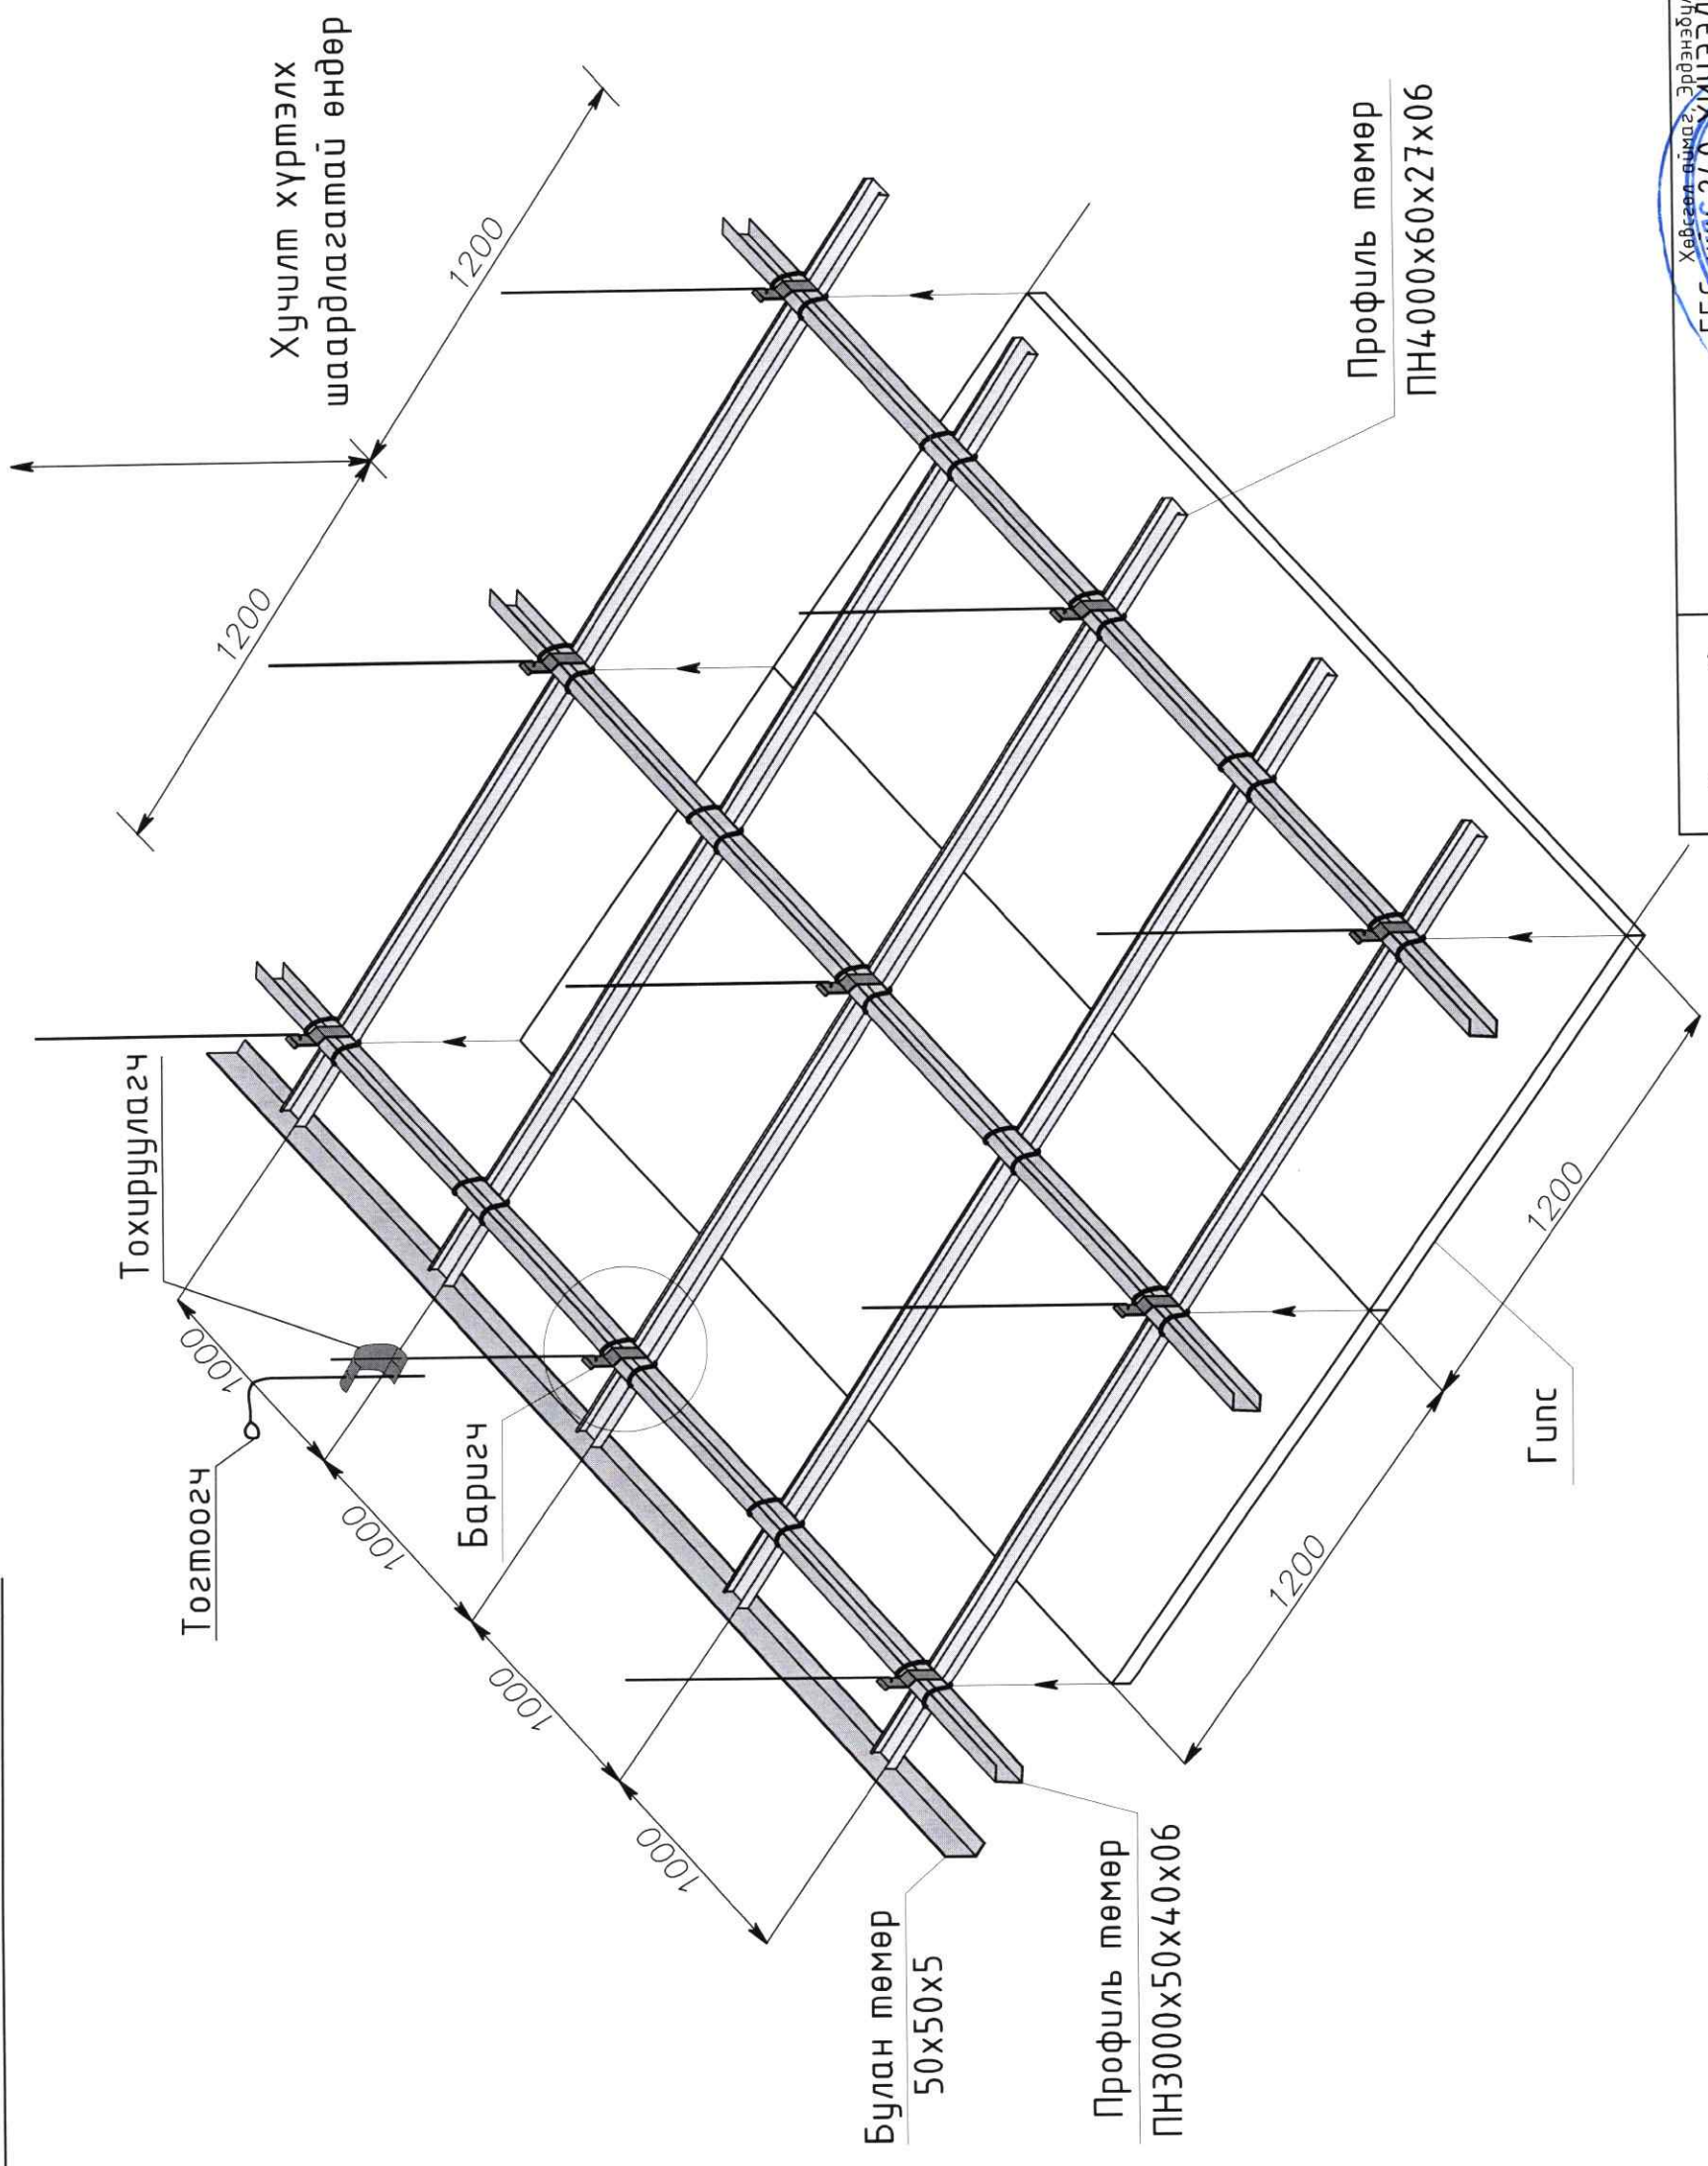 Хучилт хүртэлх
шаардлагатай өндөр
1200
1200
Тохируулагч
Тогтоогч
Баригч
1000
1000
1000
1000
Профиль төмөр
ПН4000х60х27х06
Булан төмөр
50х50х5
Профиль төмөр
ПН3000х50х40х06
Гипс
1200
1200